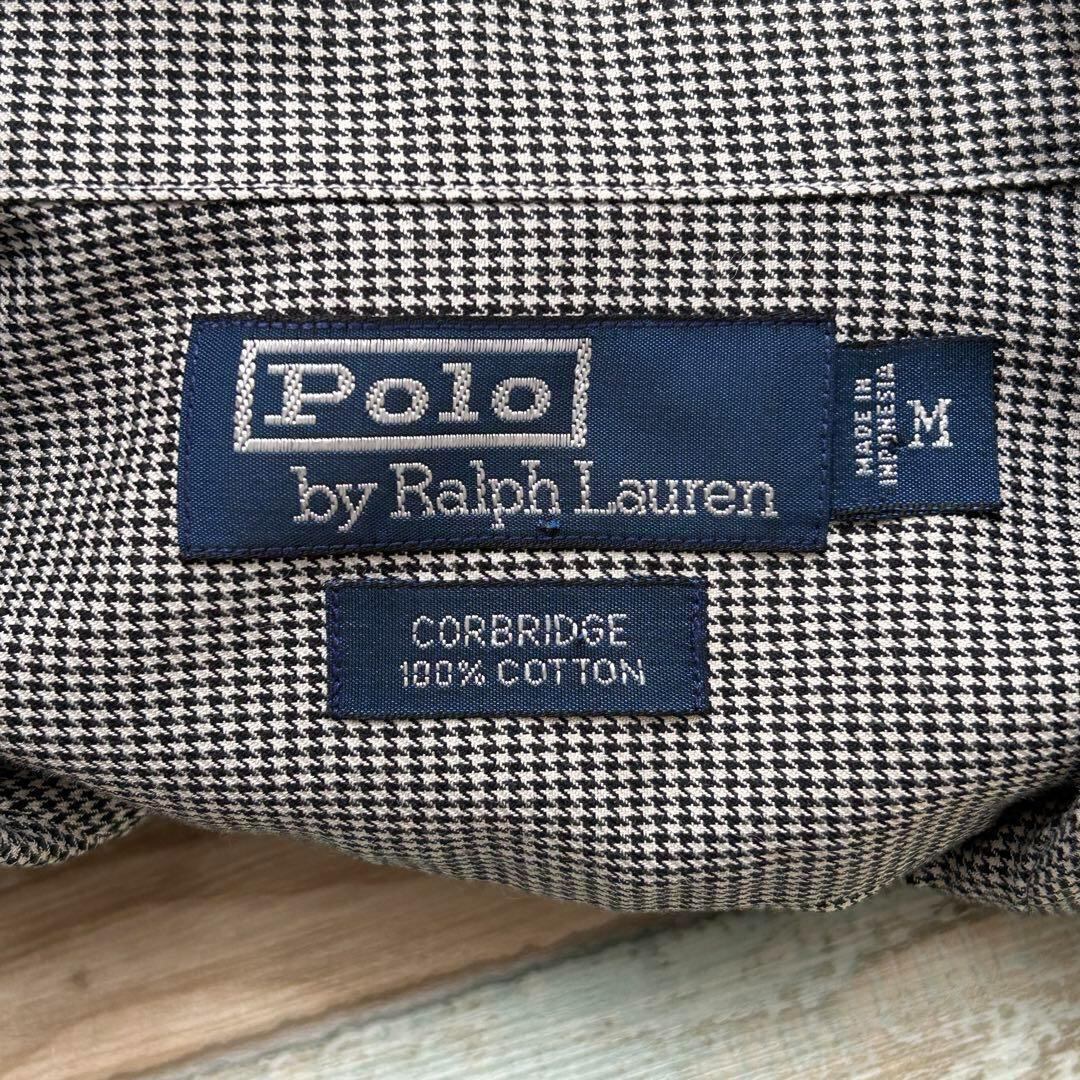 Polo
by Ralph Lauren
MADE IN
INDONESIA
M
CORBRIDGE
100% COTTON